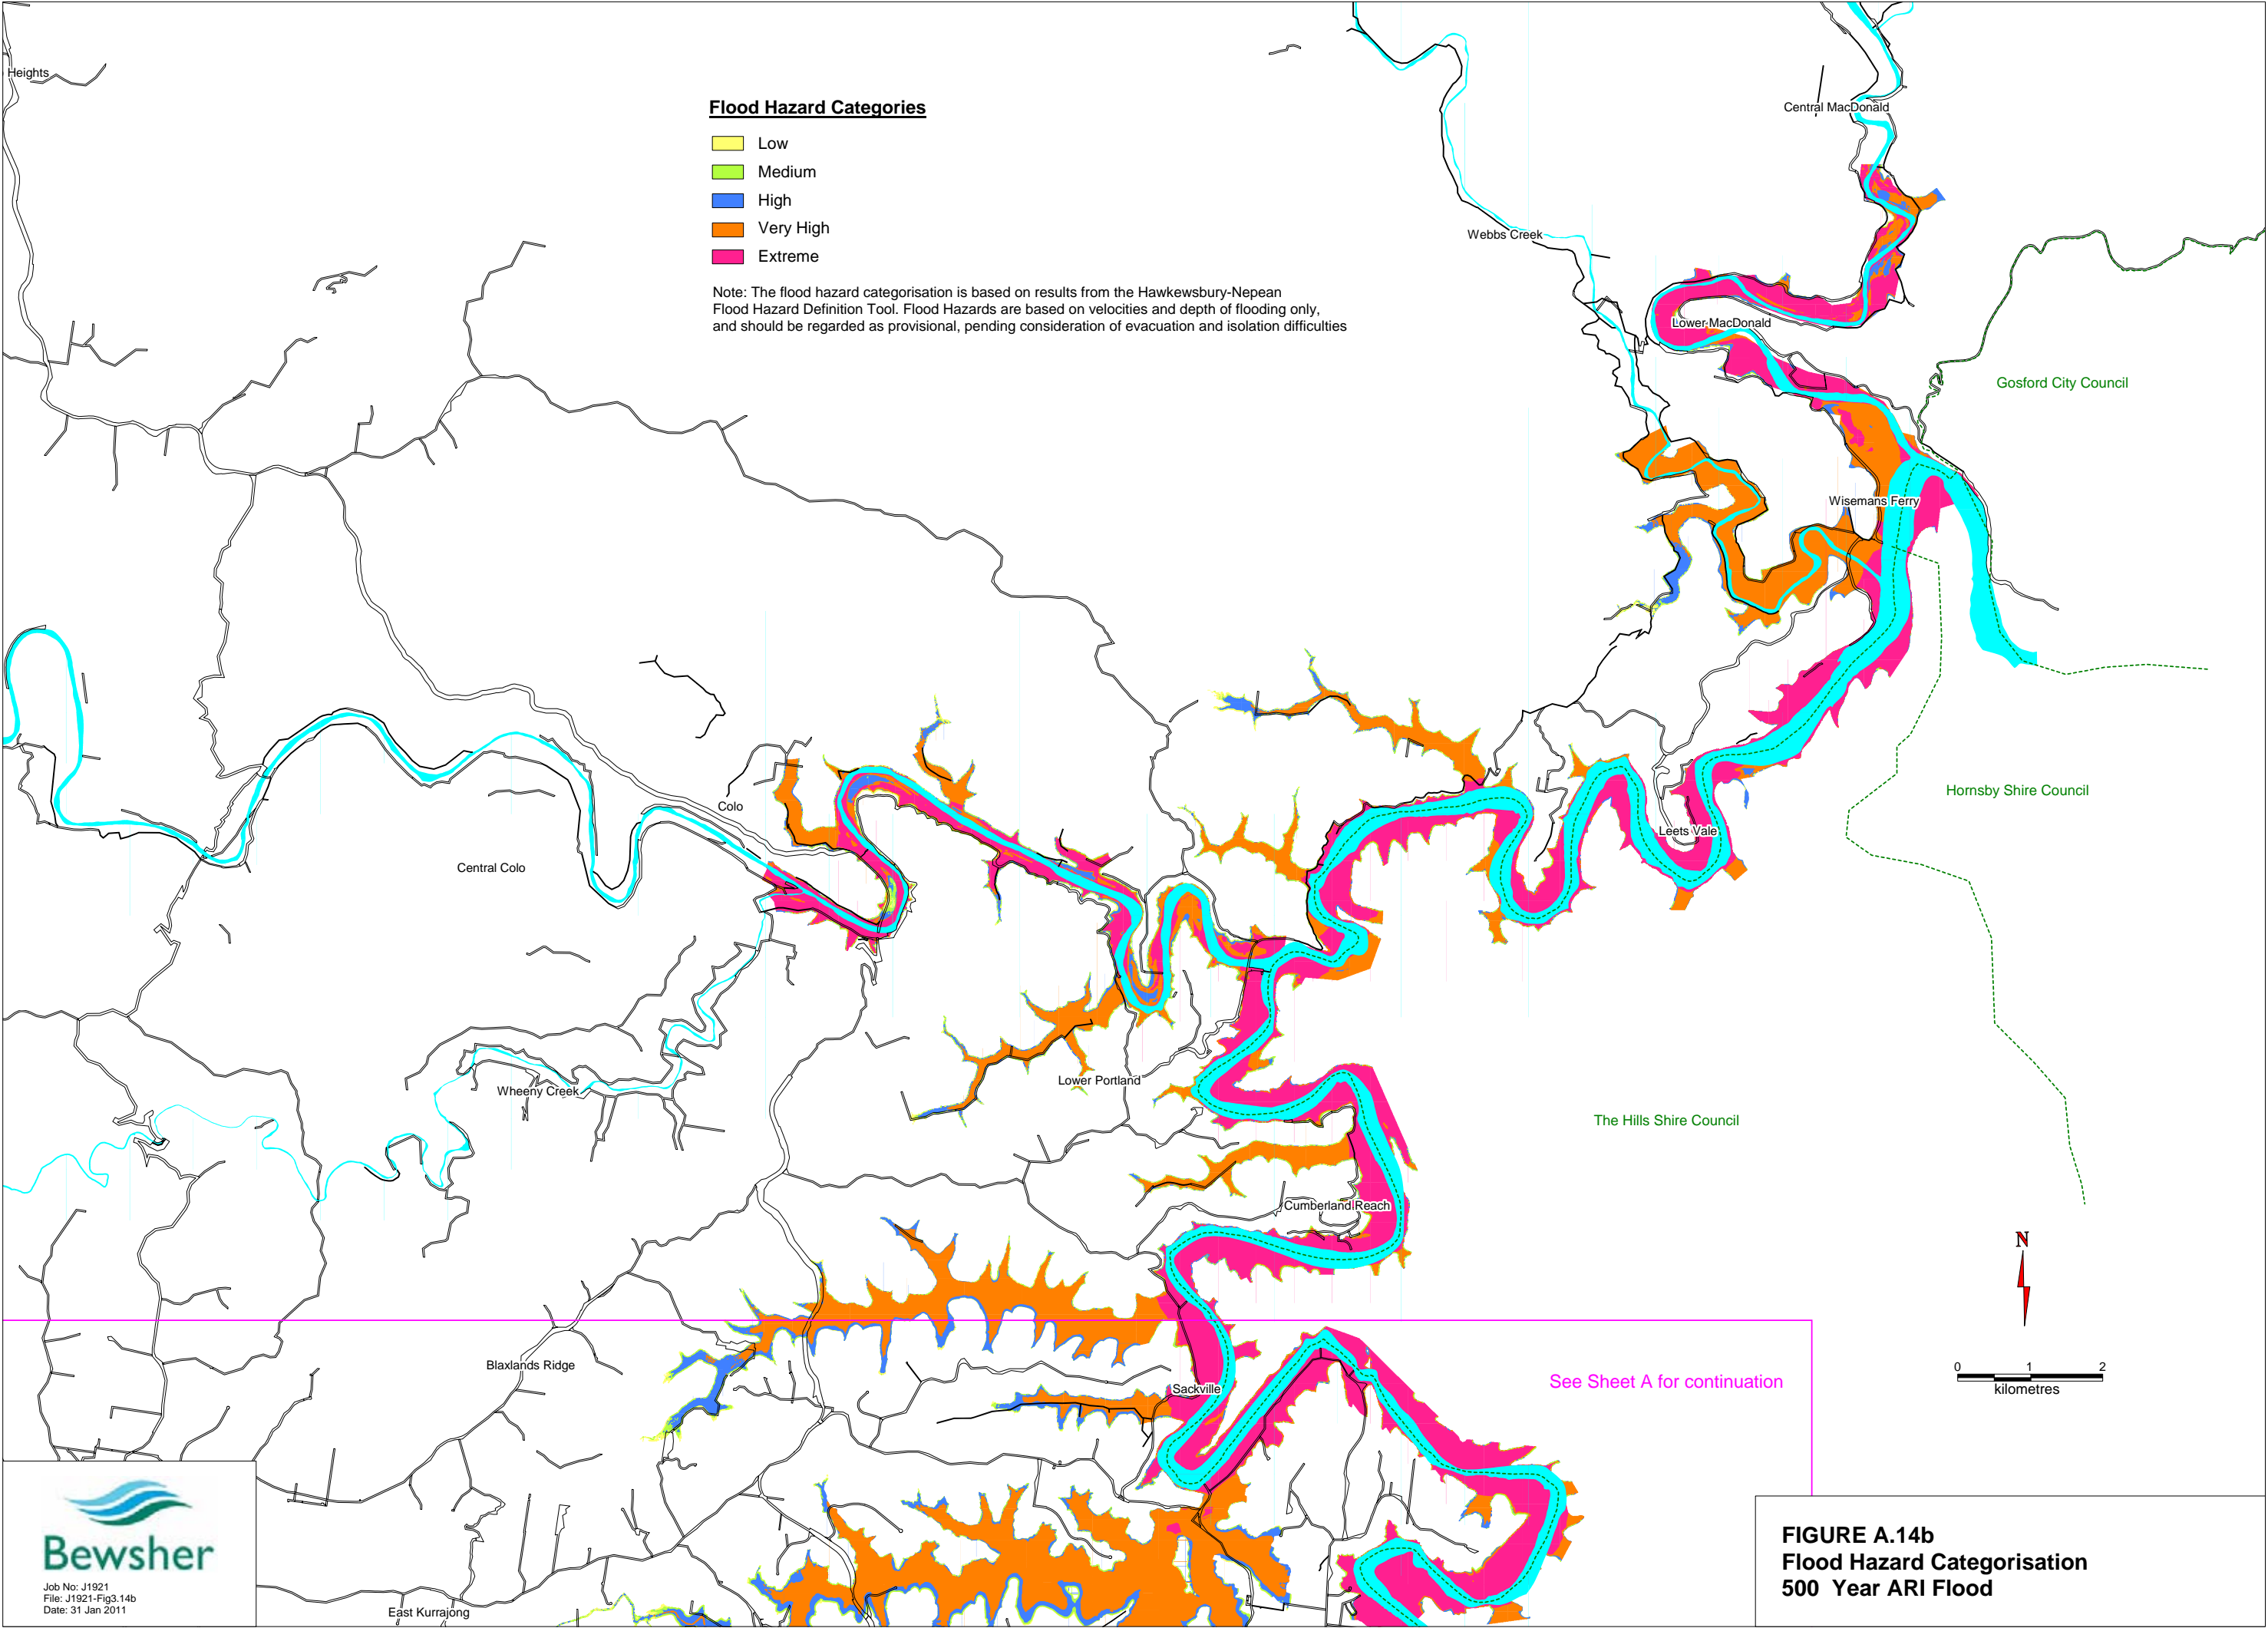 Heights
Flood Hazard Categories
Low
Medium
High
Very High
Extreme
Note: The flood hazard categorisation is based on results from the Hawkewsbury-Nepean
Flood Hazard Definition Tool. Flood Hazards are based on velocities and depth of flooding only,
and should be regarded as provisional, pending consideration of evacuation and isolation difficulties
Central MacDonald
Webbs Creek
Lower MacDonald
Gosford City Council
Wisemans Ferry
Hornsby Shire Council
Colo
Leets Vale
Central Colo
Lower Portland
Wheeny Creek
The Hills Shire Council
Cumberland Reach
N
Blaxlands Ridge
Sackville
See Sheet A for continuation
0 1 2
kilometres
Bewsher
Job No: J1921
File: J1921-Fig3.14b
Date: 31 Jan 2011
East Kurrajong
FIGURE A.14b
Flood Hazard Categorisation
500 Year ARI Flood